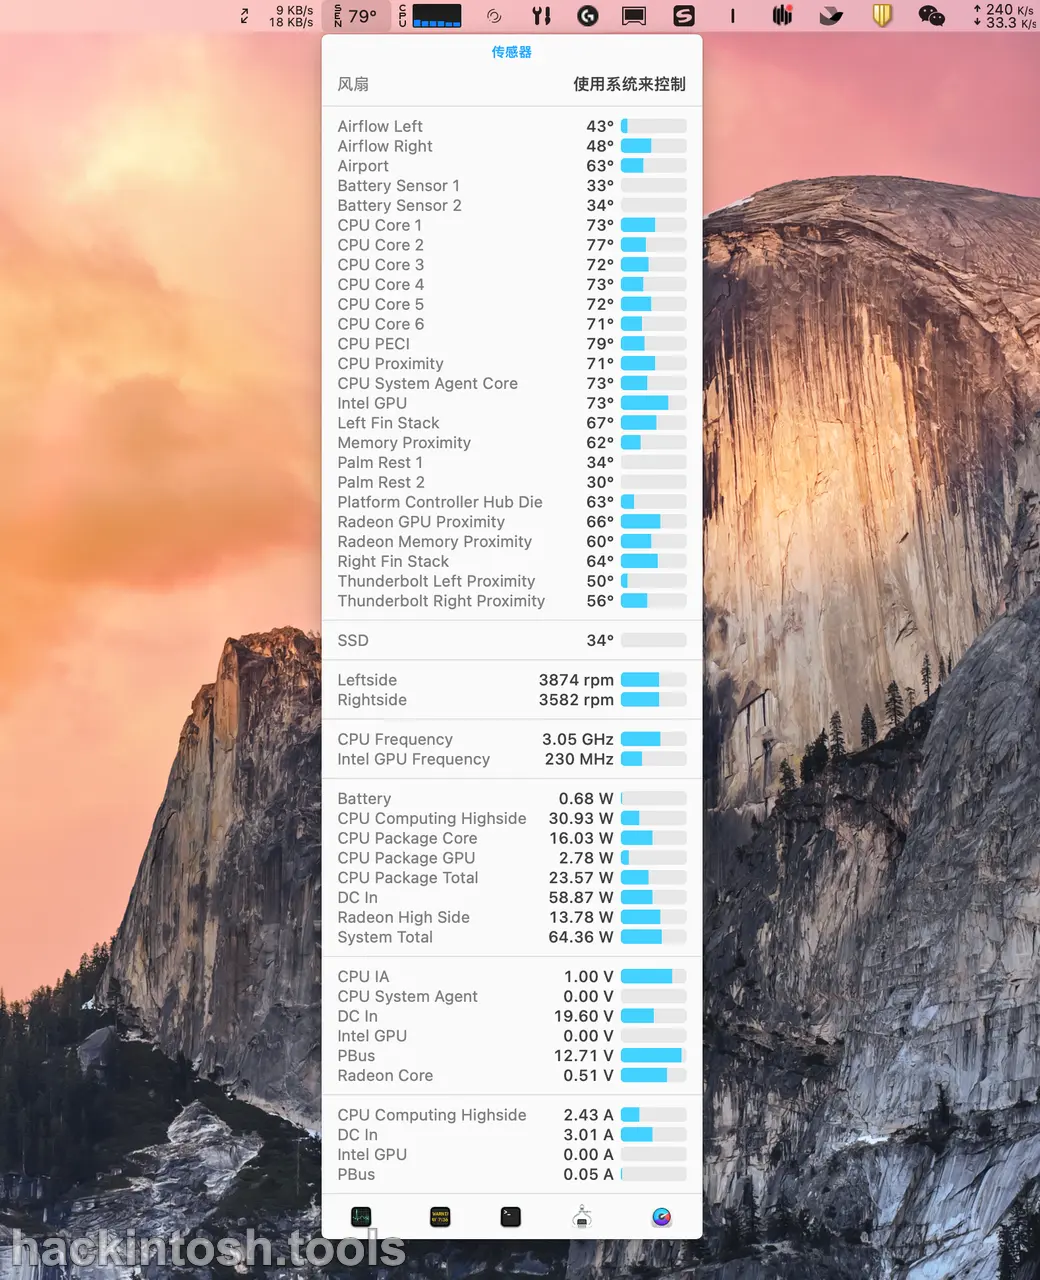 9 KB/s
18 KB/s
SEN 79°
CPU
240 K/s
33.3 K/s
传感器
风扇 使用系统来控制
Airflow Left 43°
Airflow Right 48°
Airport 63°
Battery Sensor 1 33°
Battery Sensor 2 34°
CPU Core 1 73°
CPU Core 2 77°
CPU Core 3 72°
CPU Core 4 73°
CPU Core 5 72°
CPU Core 6 71°
CPU PECI 79°
CPU Proximity 71°
CPU System Agent Core 73°
Intel GPU 73°
Left Fin Stack 67°
Memory Proximity 62°
Palm Rest 1 34°
Palm Rest 2 30°
Platform Controller Hub Die 63°
Radeon GPU Proximity 66°
Radeon Memory Proximity 60°
Right Fin Stack 64°
Thunderbolt Left Proximity 50°
Thunderbolt Right Proximity 56°
SSD 34°
Leftside 3874 rpm
Rightside 3582 rpm
CPU Frequency 3.05 GHz
Intel GPU Frequency 230 MHz
Battery 0.68 W
CPU Computing Highside 30.93 W
CPU Package Core 16.03 W
CPU Package GPU 2.78 W
CPU Package Total 23.57 W
DC In 58.87 W
Radeon High Side 13.78 W
System Total 64.36 W
CPU IA 1.00 V
CPU System Agent 0.00 V
DC In 19.60 V
Intel GPU 0.00 V
PBus 12.71 V
Radeon Core 0.51 V
CPU Computing Highside 2.43 A
DC In 3.01 A
Intel GPU 0.00 A
PBus 0.05 A
hackintosh.tools